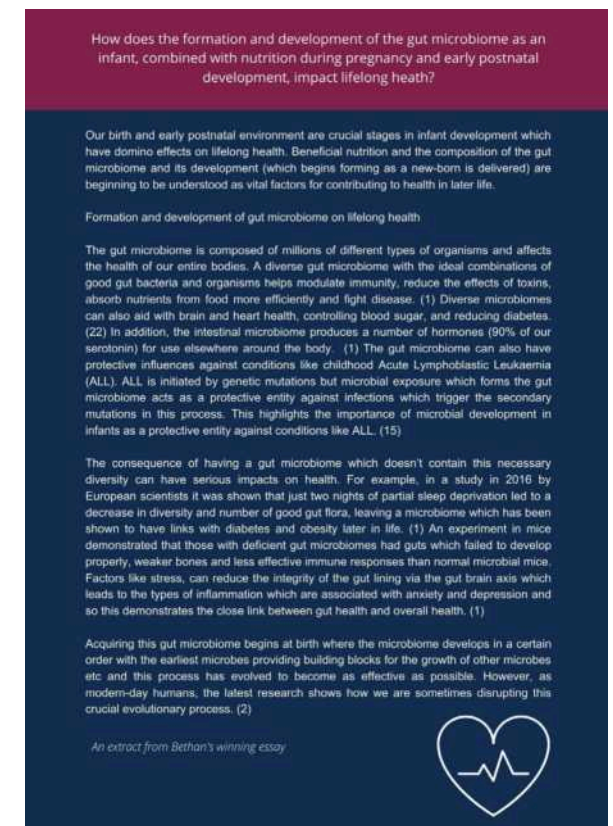 How does the formation and development of the gut microbiome as an
infant, combined with nutrition during pregnancy and early postnatal
development, impact lifelong heath?
Our birth and early postnatal environment are crucial stages in infant development which
have domino effects on lifelong health. Beneficial nutrition and the composition of the gut
microbiome and its development (which begins forming as a new-born is delivered) are
beginning to be understood as vital factors for contributing to health in later life.
Formation and development of gut microbiome on lifelong health
The gut microbiome is composed of millions of different types of organisms and affects
the health of our entire bodies. A diverse gut microbiome with the ideal combinations of
good gut bacteria and organisms helps modulate immunity, reduce the effects of toxins,
absorb nutrients from food more efficiently and fight disease. (1) Diverse microbiomes
can also aid with brain and heart health, controlling blood sugar, and reducing diabetes.
(22) In addition, the intestinal microbiome produces a number of hormones (90% of our
serotonin) for use elsewhere around the body. (1) The gut microbiome can also have
protective influences against conditions like childhood Acute Lymphoblastic Leukaemia
(ALL). ALL is initiated by genetic mutations but microbial exposure which forms the gut
microbiome acts as a protective entity against infections which trigger the secondary
mutations in this process. This highlights the importance of microbial development in
infants as a protective entity against conditions like ALL. (15)
The consequence of having a gut microbiome which doesn't contain this necessary
diversity can have serious impacts on health. For example, in a study in 2016 by
European scientists it was shown that just two nights of partial sleep deprivation led to a
decrease in diversity and number of good gut flora, leaving a microbiome which has been
shown to have links with diabetes and obesity later in life. (1) An experiment in mice
demonstrated that those with deficient gut microbiomes had guts which failed to develop
properly, weaker bones and less effective immune responses than normal microbial mice.
Factors like stress, can reduce the integrity of the gut lining via the gut brain axis which
leads to the types of inflammation which are associated with anxiety and depression and
so this demonstrates the close link between gut health and overall health. (1)
Acquiring this gut microbiome begins at birth where the microbiome develops in a certain
order with the earliest microbes providing building blocks for the growth of other microbes
etc and this process has evolved to become as effective as possible. However, as
modern-day humans, the latest research shows how we are sometimes disrupting this
crucial evolutionary process. (2)
An extract from Bethan's winning essay